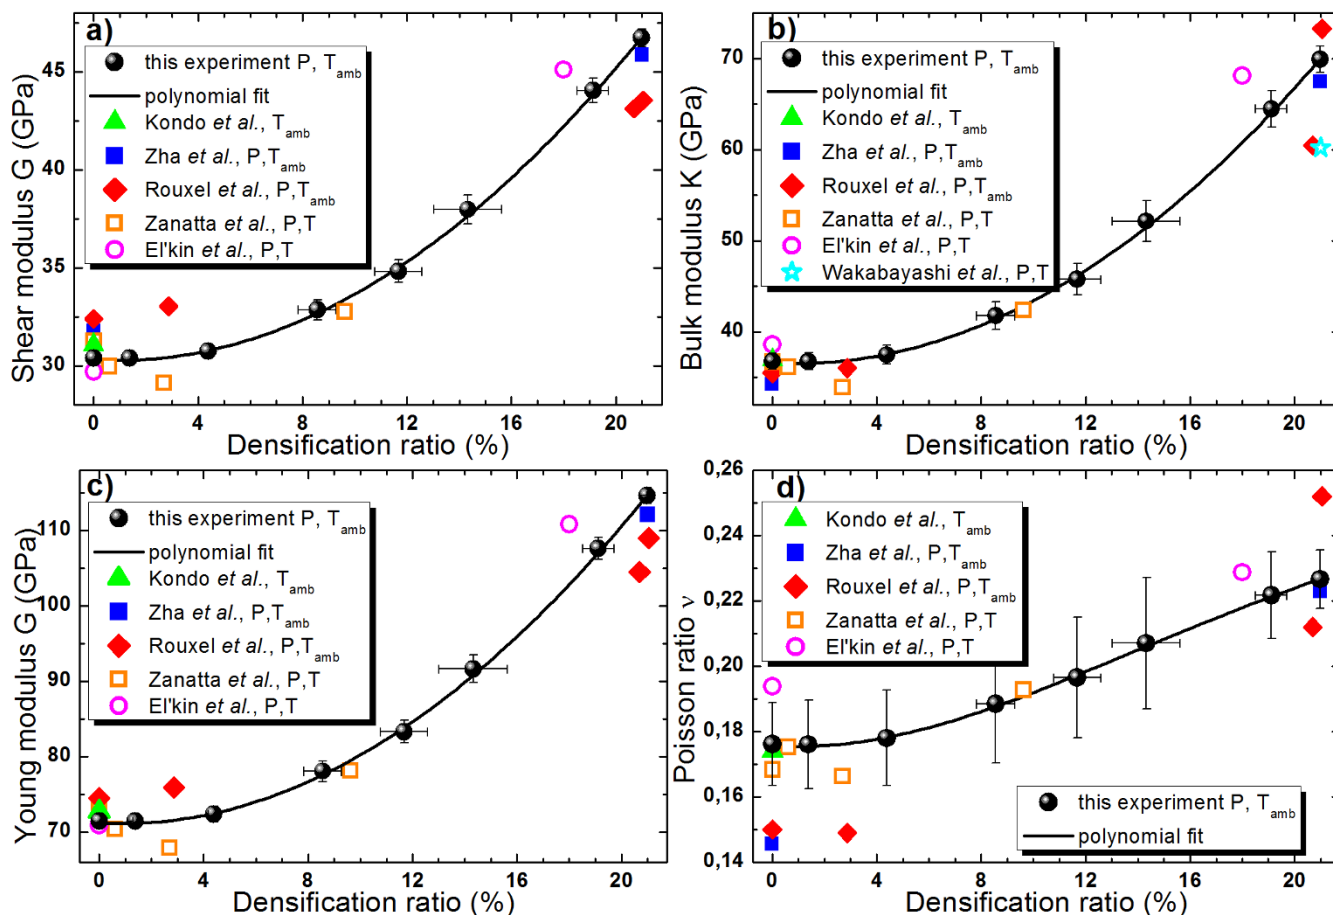 a)
this experiment P, Tamb
polynomial fit
Kondo et al., Tamb
Zha et al., P,Tamb
Rouxel et al., P,Tamb
Zanatta et al., P,T
El'kin et al., P,T
Shear modulus G (GPa)
45
40
35
30
0 4 8 12 16 20
Densification ratio (%)
b)
this experiment P, Tamb
polynomial fit
Kondo et al., Tamb
Zha et al., P,Tamb
Rouxel et al., P,Tamb
Zanatta et al., P,T
El'kin et al., P,T
Wakabayashi et al., P,T
Bulk modulus K (GPa)
70
60
50
40
0 4 8 12 16 20
Densification ratio (%)
c)
this experiment P, Tamb
polynomial fit
Kondo et al., Tamb
Zha et al., P,Tamb
Rouxel et al., P,Tamb
Zanatta et al., P,T
El'kin et al., P,T
Young modulus G (GPa)
110
100
90
80
70
0 4 8 12 16 20
Densification ratio (%)
d)
Kondo et al., Tamb
Zha et al., P,Tamb
Rouxel et al., P,Tamb
Zanatta et al., P,T
El'kin et al., P,T
this experiment P, Tamb
polynomial fit
Poisson ratio ν
0,26
0,24
0,22
0,20
0,18
0,16
0,14
0 4 8 12 16 20
Densification ratio (%)